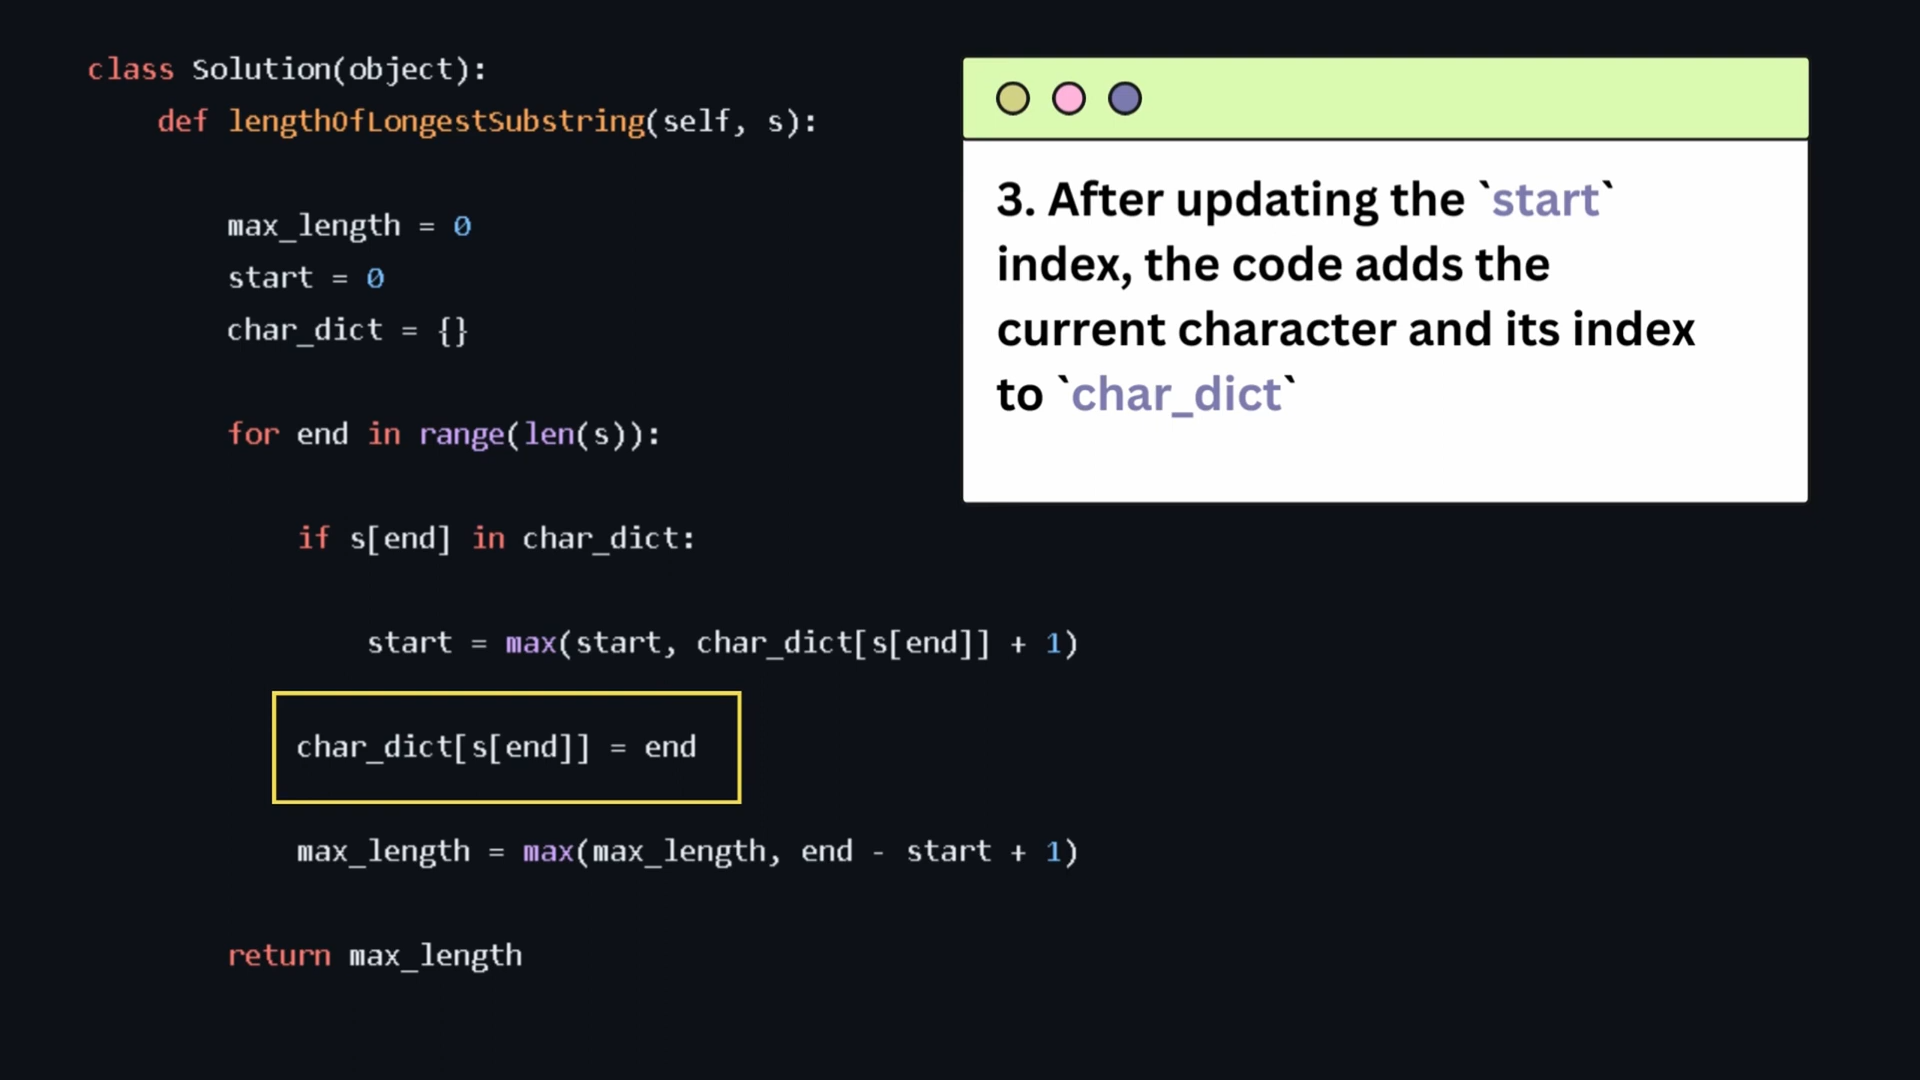 class Solution(object):
def lengthOfLongestSubstring(self, s):
max_length = 0
start = 0
char_dict = {}
for end in range(len(s)):
if s[end] in char_dict:
start = max(start, char_dict[s[end]] + 1)
char_dict[s[end]] = end
max_length = max(max_length, end - start + 1)
return max_length
3. After updating the `start`
index, the code adds the
current character and its index
to `char_dict`